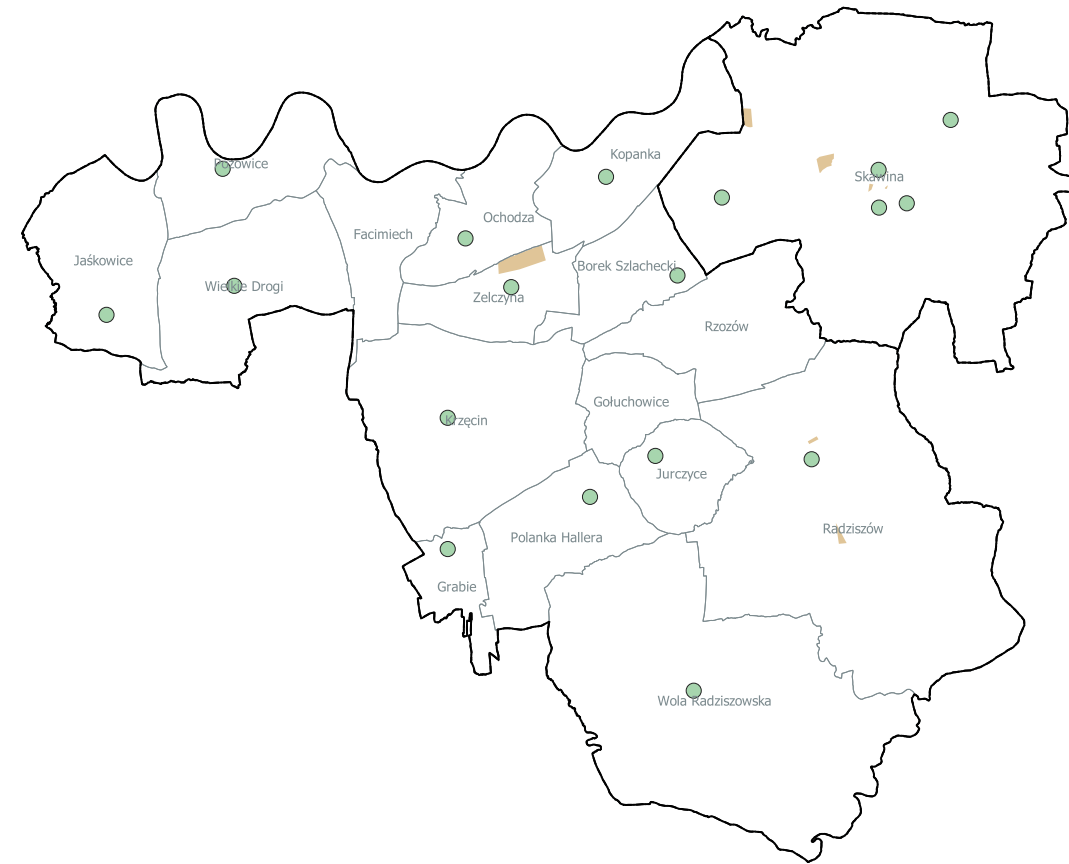 Kopanka
Pozowice
Skawina
Ochodza
Facimiech
Jaśkowice
Borek Szlachecki
Wielkie Drogi
Zelczyna
Rzozów
Gołuchowice
Krzęcin
Jurczyce
Radziszów
Polanka Hallera
Grabie
Wola Radziszowska